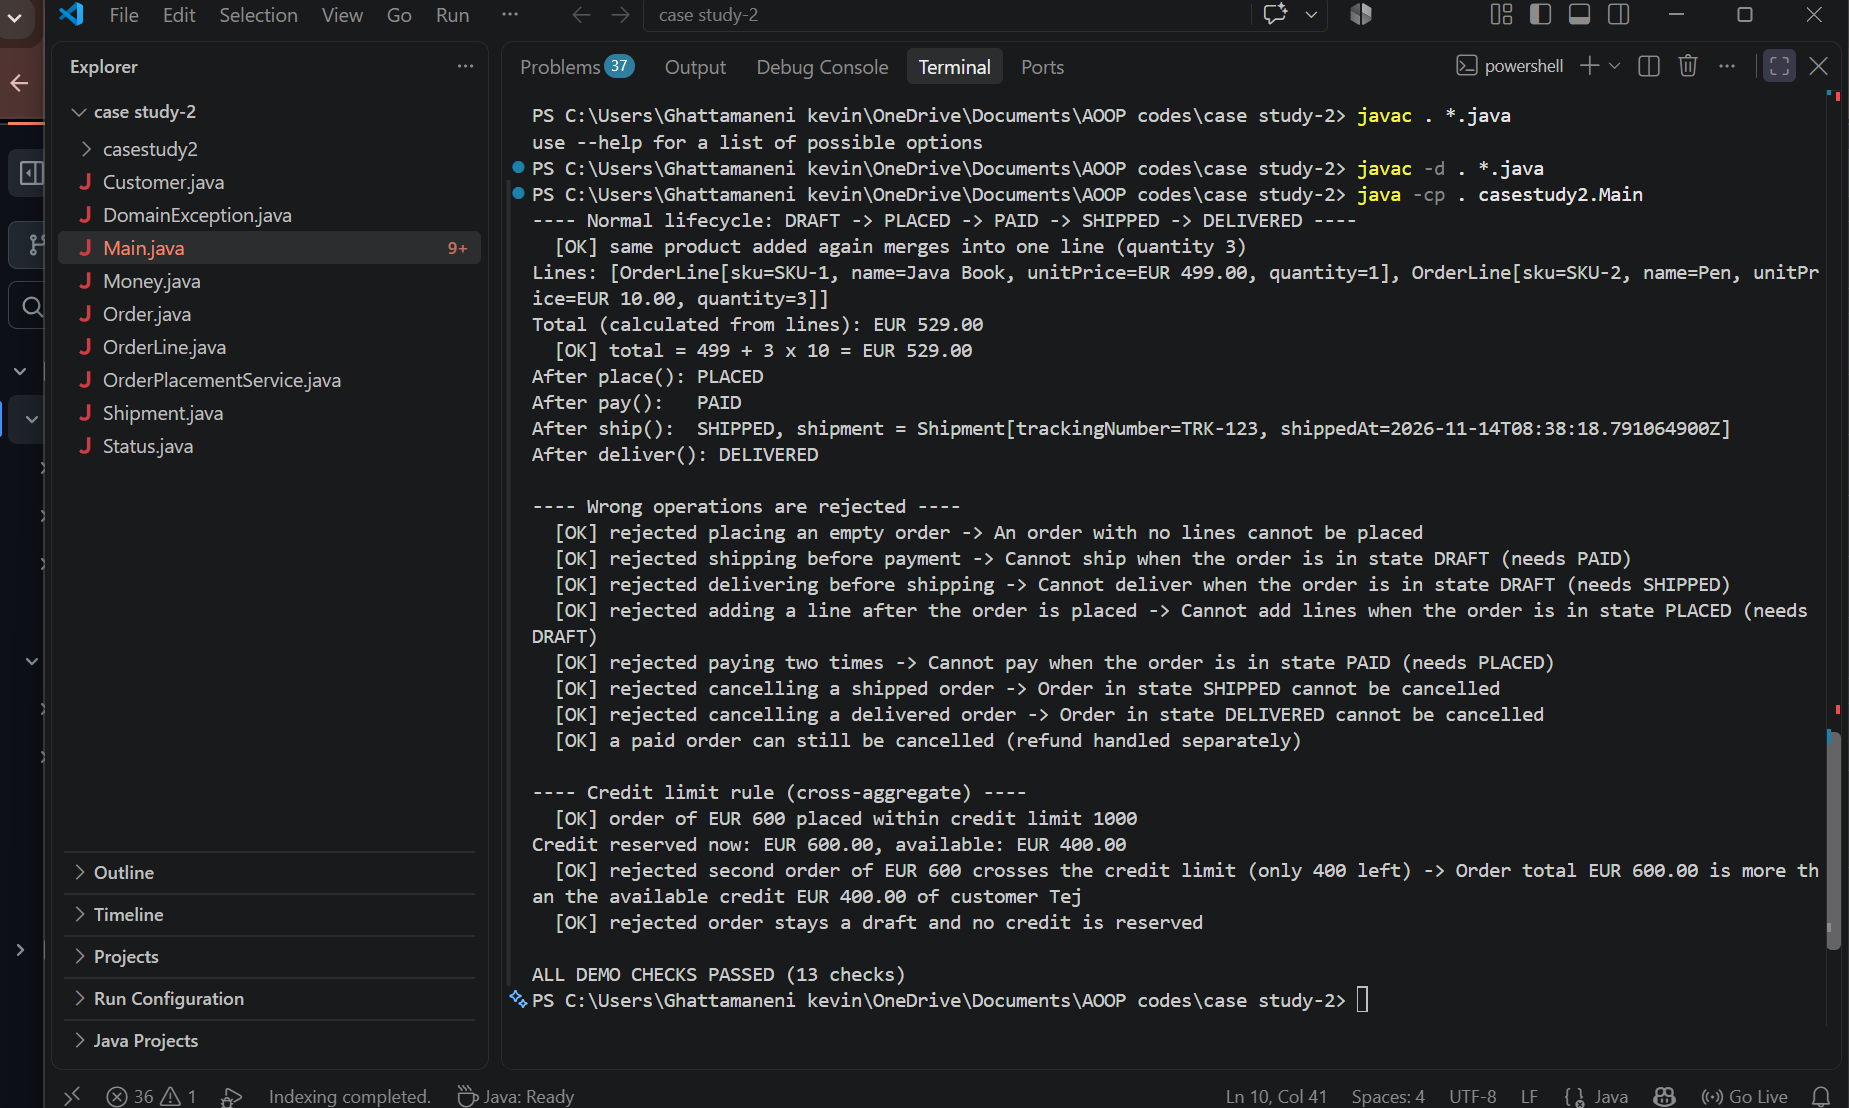 File Edit Selection View Go Run ··· case study-2
Explorer ···
case study-2
casestudy2
J Customer.java
J DomainException.java
J Main.java 9+
J Money.java
J Order.java
J OrderLine.java
J OrderPlacementService.java
J Shipment.java
J Status.java
Outline
Timeline
Projects
Run Configuration
Java Projects
Problems 37 Output Debug Console Terminal Ports powershell
PS C:\Users\Ghattamaneni kevin\OneDrive\Documents\AOOP codes\case study-2> javac . *.java
use --help for a list of possible options
PS C:\Users\Ghattamaneni kevin\OneDrive\Documents\AOOP codes\case study-2> javac -d . *.java
PS C:\Users\Ghattamaneni kevin\OneDrive\Documents\AOOP codes\case study-2> java -cp . casestudy2.Main
---- Normal lifecycle: DRAFT -> PLACED -> PAID -> SHIPPED -> DELIVERED ----
[OK] same product added again merges into one line (quantity 3)
Lines: [OrderLine[sku=SKU-1, name=Java Book, unitPrice=EUR 499.00, quantity=1], OrderLine[sku=SKU-2, name=Pen, unitPr
ice=EUR 10.00, quantity=3]]
Total (calculated from lines): EUR 529.00
[OK] total = 499 + 3 x 10 = EUR 529.00
After place(): PLACED
After pay():   PAID
After ship():  SHIPPED, shipment = Shipment[trackingNumber=TRK-123, shippedAt=2026-11-14T08:38:18.791064900Z]
After deliver(): DELIVERED
---- Wrong operations are rejected ----
[OK] rejected placing an empty order -> An order with no lines cannot be placed
[OK] rejected shipping before payment -> Cannot ship when the order is in state DRAFT (needs PAID)
[OK] rejected delivering before shipping -> Cannot deliver when the order is in state DRAFT (needs SHIPPED)
[OK] rejected adding a line after the order is placed -> Cannot add lines when the order is in state PLACED (needs
DRAFT)
[OK] rejected paying two times -> Cannot pay when the order is in state PAID (needs PLACED)
[OK] rejected cancelling a shipped order -> Order in state SHIPPED cannot be cancelled
[OK] rejected cancelling a delivered order -> Order in state DELIVERED cannot be cancelled
[OK] a paid order can still be cancelled (refund handled separately)
---- Credit limit rule (cross-aggregate) ----
[OK] order of EUR 600 placed within credit limit 1000
Credit reserved now: EUR 600.00, available: EUR 400.00
[OK] rejected second order of EUR 600 crosses the credit limit (only 400 left) -> Order total EUR 600.00 is more th
an the available credit EUR 400.00 of customer Tej
[OK] rejected order stays a draft and no credit is reserved
ALL DEMO CHECKS PASSED (13 checks)
PS C:\Users\Ghattamaneni kevin\OneDrive\Documents\AOOP codes\case study-2>
36 1 Indexing completed. Java: Ready Ln 10, Col 41 Spaces: 4 UTF-8 LF Java Go Live